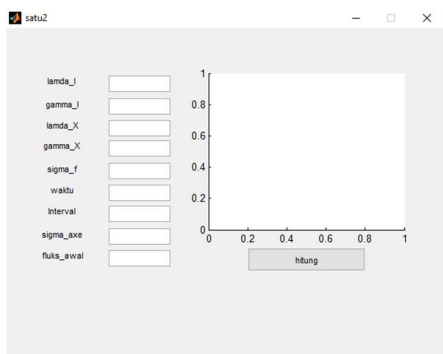 satu2
lamda_I
gamma_I
lamda_X
gamma_X
sigma_f
waktu
Interval
sigma_axe
fluks_awal
1
0.8
0.6
0.4
0.2
0
0 0.2 0.4 0.6 0.8 1
hitung